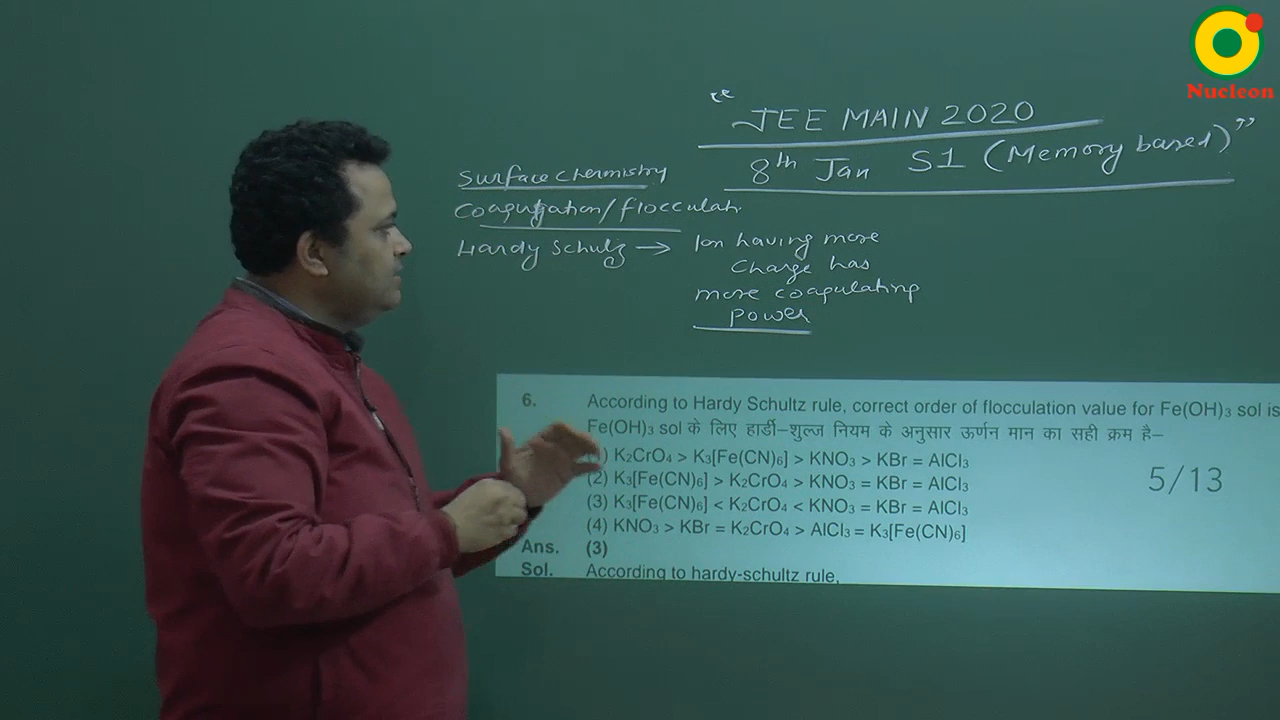 Nucleon
" JEE MAIN 2020
8th Jan S1 (Memory based) "
Surface chemistry
Coagulation/flocculati
Hardy Schulz → Ion having more
charge has
more coagulating
power
6. According to Hardy Schultz rule, correct order of flocculation value for Fe(OH)₃ sol is
Fe(OH)₃ sol के लिए हार्डी–शुल्ज नियम के अनुसार ऊर्णन मान का सही क्रम है–
) K₂CrO₄ > K₃[Fe(CN)₆] > KNO₃ > KBr = AlCl₃
(2) K₃[Fe(CN)₆] > K₂CrO₄ > KNO₃ = KBr = AlCl₃
5/13
(3) K₃[Fe(CN)₆] < K₂CrO₄ < KNO₃ = KBr = AlCl₃
(4) KNO₃ > KBr = K₂CrO₄ > AlCl₃ = K₃[Fe(CN)₆]
Ans. (3)
Sol. According to hardy-schultz rule,